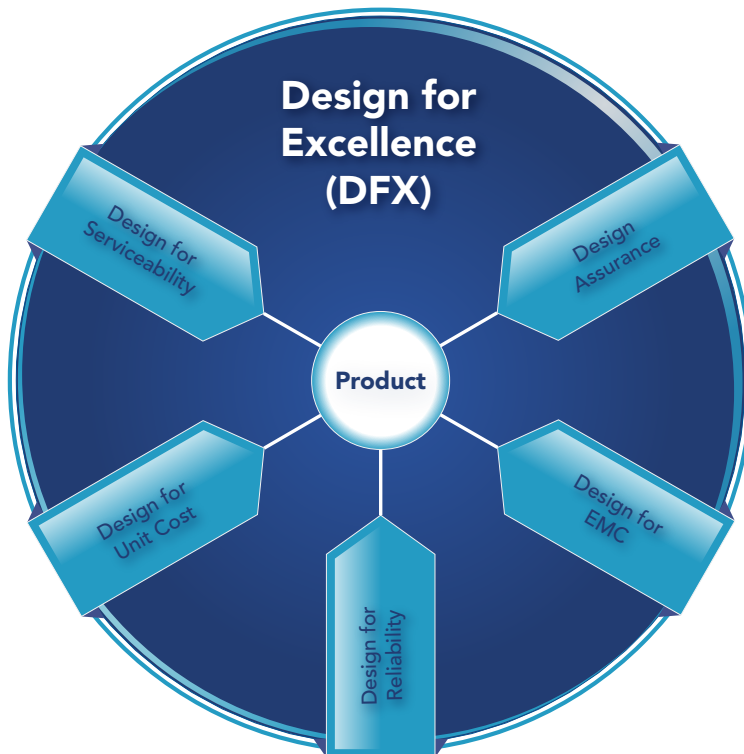 Design for
Excellence
(DFX)
Design for
Serviceability
Design
Assurance
Product
Design for
Unit Cost
Design for
EMC
Design for
Reliability